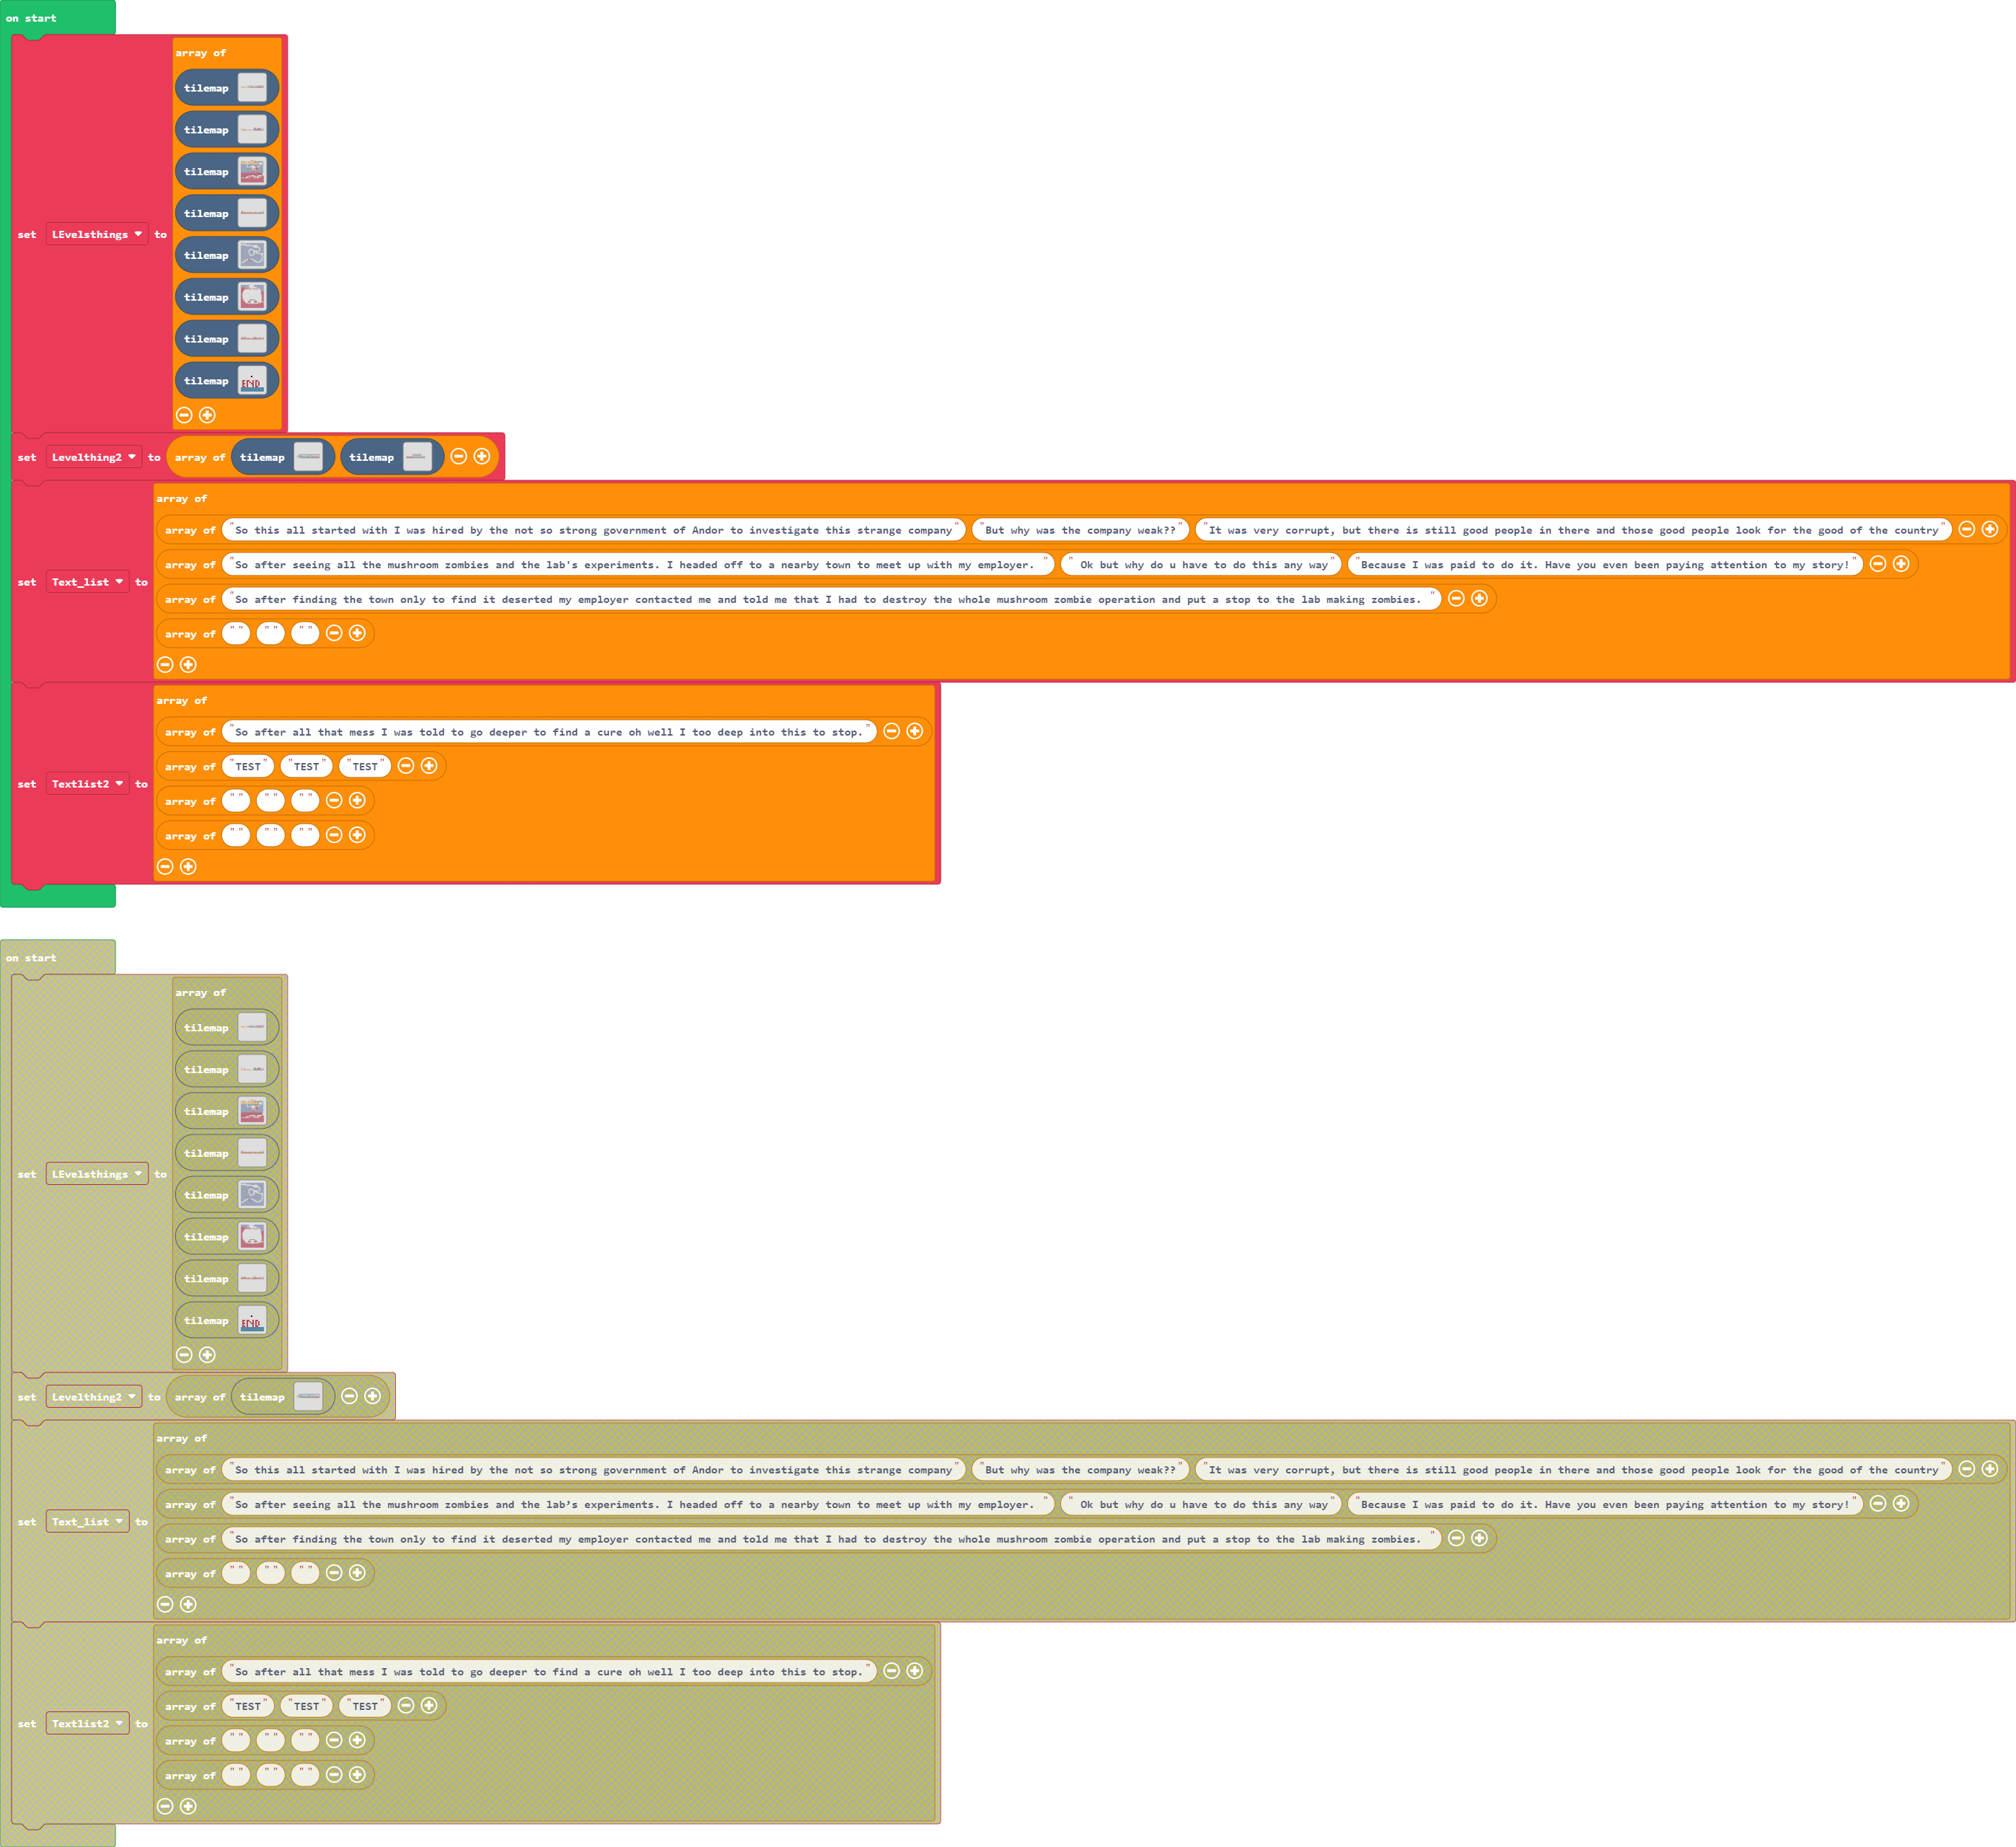 on start
array of
tilemap
tilemap
tilemap
tilemap
set LEvelsthings to
tilemap
tilemap
tilemap
tilemap END
set Levelthing2 to array of tilemap tilemap
array of
array of "So this all started with I was hired by the not so strong government of Andor to investigate this strange company" "But why was the company weak??" "It was very corrupt, but there is still good people in there and those good people look for the good of the country"
array of "So after seeing all the mushroom zombies and the lab's experiments. I headed off to a nearby town to meet up with my employer. " " Ok but why do u have to do this any way" "Because I was paid to do it. Have you even been paying attention to my story!"
set Text_list to
array of "So after finding the town only to find it deserted my employer contacted me and told me that I had to destroy the whole mushroom zombie operation and put a stop to the lab making zombies. "
array of "" "" ""
array of
array of "So after all that mess I was told to go deeper to find a cure oh well I too deep into this to stop."
array of "TEST" "TEST" "TEST"
set Textlist2 to
array of "" "" ""
array of "" "" ""
on start
array of
tilemap
tilemap
tilemap
tilemap
set LEvelsthings to
tilemap
tilemap
tilemap
tilemap END
set Levelthing2 to array of tilemap
array of
array of "So this all started with I was hired by the not so strong government of Andor to investigate this strange company" "But why was the company weak??" "It was very corrupt, but there is still good people in there and those good people look for the good of the country"
array of "So after seeing all the mushroom zombies and the lab's experiments. I headed off to a nearby town to meet up with my employer. " " Ok but why do u have to do this any way" "Because I was paid to do it. Have you even been paying attention to my story!"
set Text_list to
array of "So after finding the town only to find it deserted my employer contacted me and told me that I had to destroy the whole mushroom zombie operation and put a stop to the lab making zombies. "
array of "" "" ""
array of
array of "So after all that mess I was told to go deeper to find a cure oh well I too deep into this to stop."
array of "TEST" "TEST" "TEST"
set Textlist2 to
array of "" "" ""
array of "" "" ""